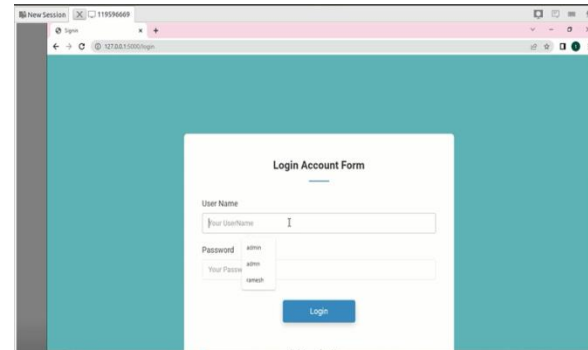 New Session 119596669
Signin
127.0.0.1:5000/login
Login Account Form
User Name
Your UserName
Password
admin
Your Passw
admin
ramesh
Login